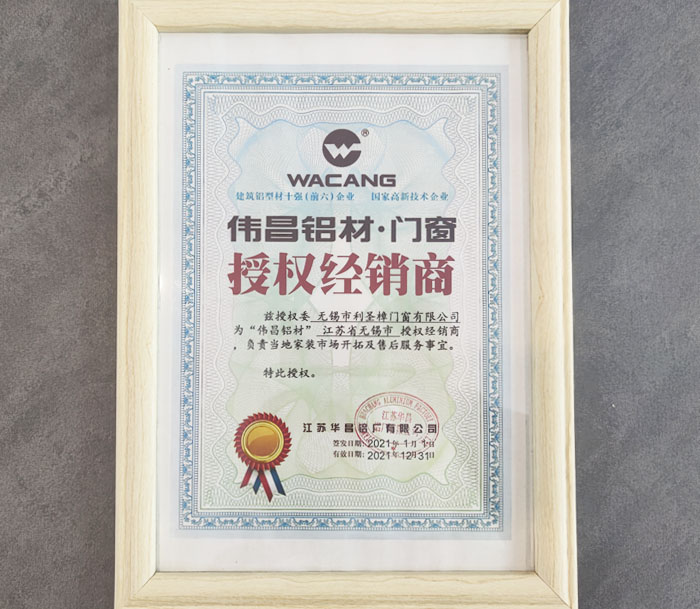 ®
WACANG
建筑铝型材十强(前六)企业 国家高新技术企业
伟昌铝材·门窗
授权经销商
兹授权委 无锡市利圣樟门窗有限公司
为“伟昌铝材” 江苏省无锡市 授权经销商
，负责当地家装市场开拓及售后服务事宜。
特此授权。
江苏华昌
江苏华昌铝厂有限公司
签发日期:2021年1月1日
有效日期:2021年12月31日